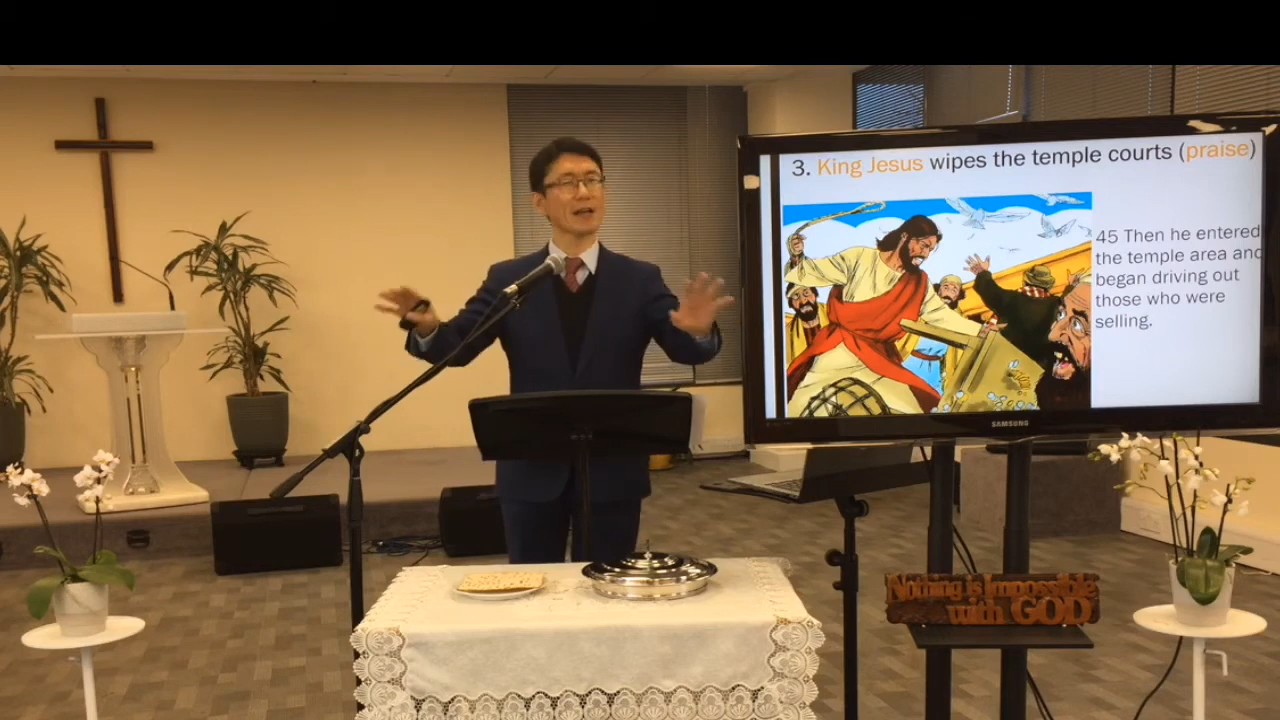 3. King Jesus wipes the temple courts (praise)
45 Then he entered
the temple area and
began driving out
those who were
selling.
SAMSUNG
Nothing is Impossible
with GOD